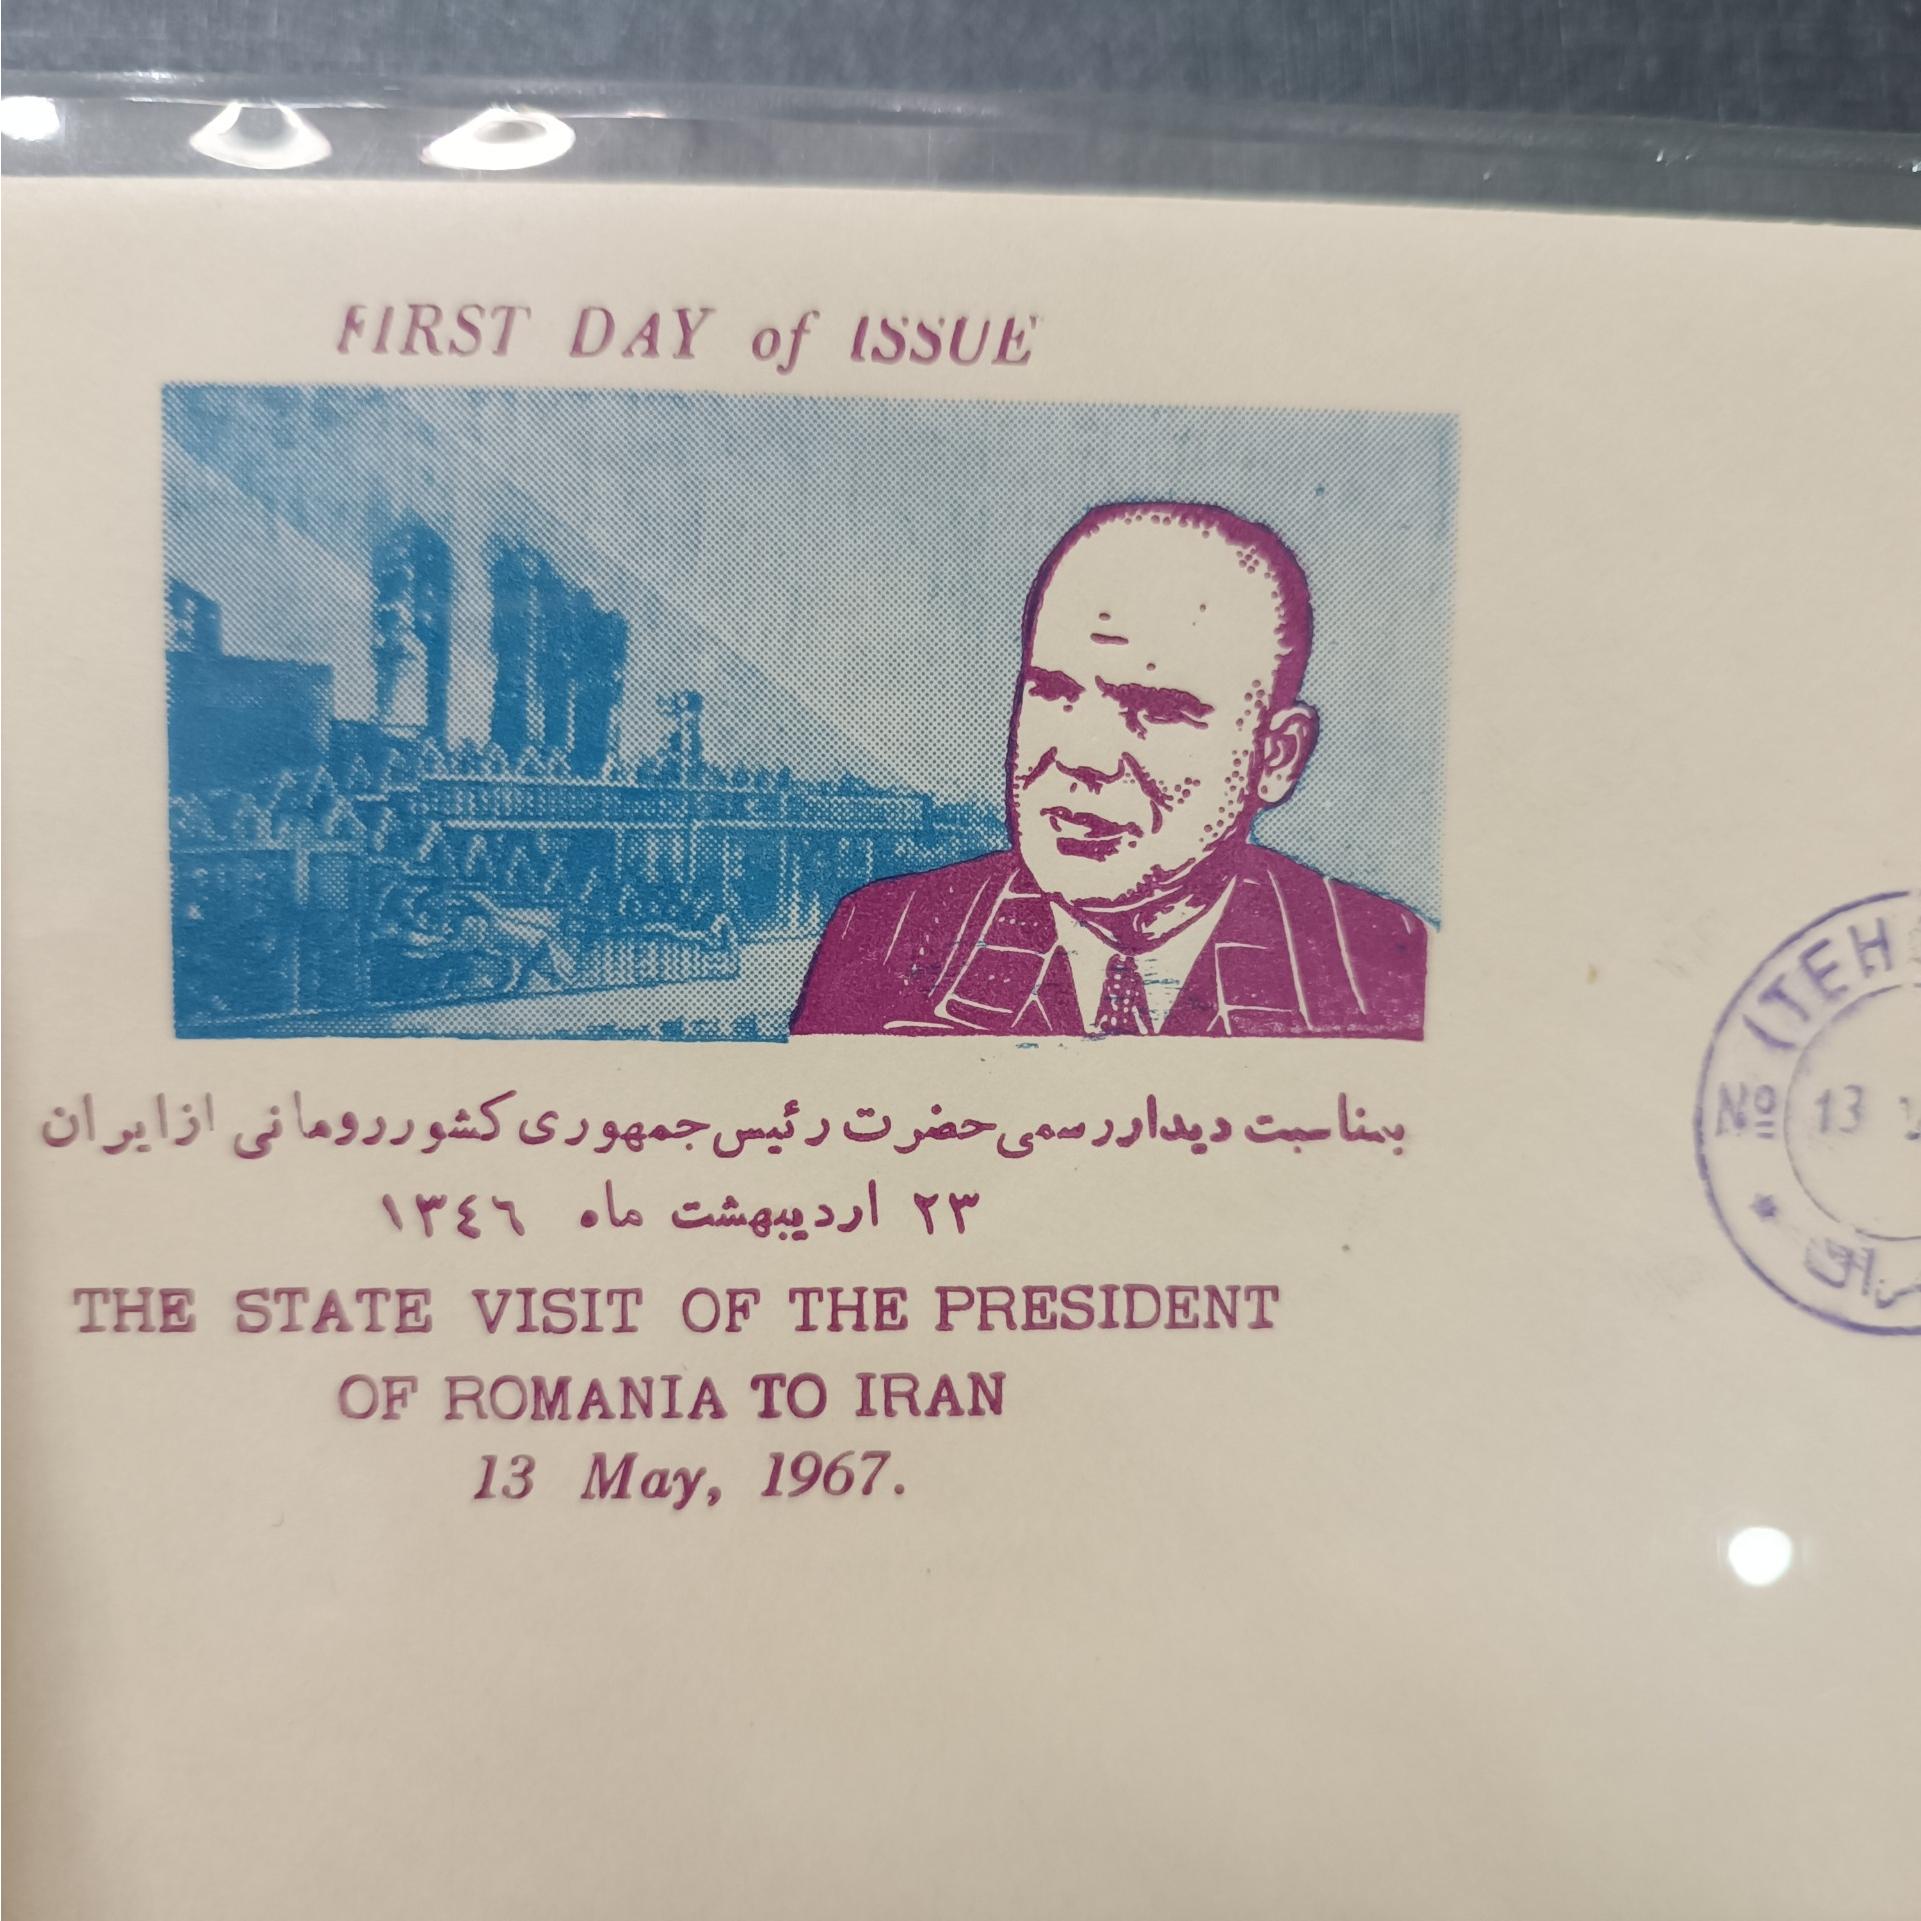 FIRST DAY of ISSUE
بمناسبت دیدار رسمی حضرت رئیس جمهوری کشور رومانی از ایران
۲۳ اردیبهشت ماه ۱۳٤٦
THE STATE VISIT OF THE PRESIDENT
OF ROMANIA TO IRAN
13 May, 1967.
TEH
No 13